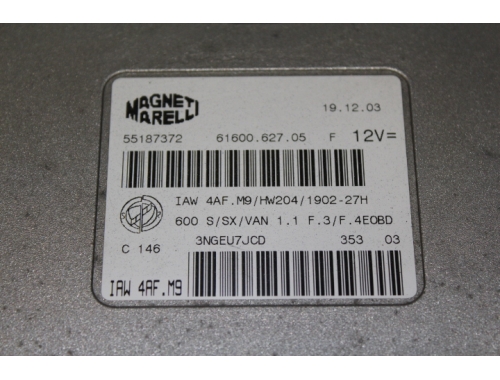 MAGNETI
MARELLI
19.12.03
55187372 61600.627.05 F 12V=
IAW 4AF.M9/HW204/1902-27H
600 S/SX/VAN 1.1 F.3/F.4EOBD
C 146 3NGEU7JCD 353 03
IAW 4AF.M9